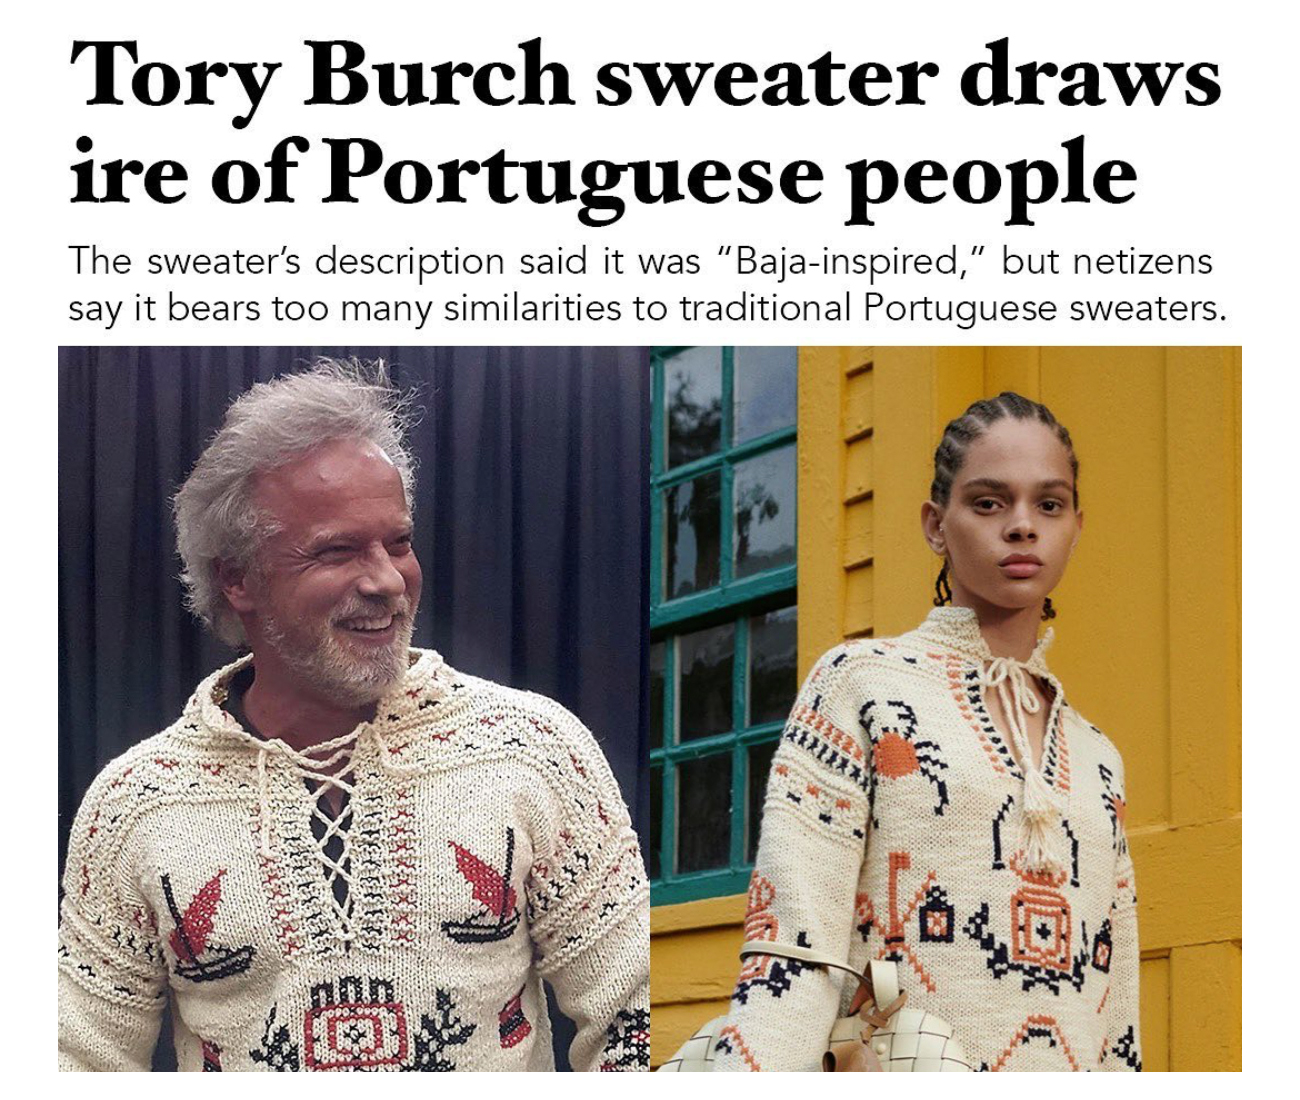 Tory Burch sweater draws
ire of Portuguese people
The sweater’s description said it was “Baja-inspired,” but netizens
say it bears too many similarities to traditional Portuguese sweaters.